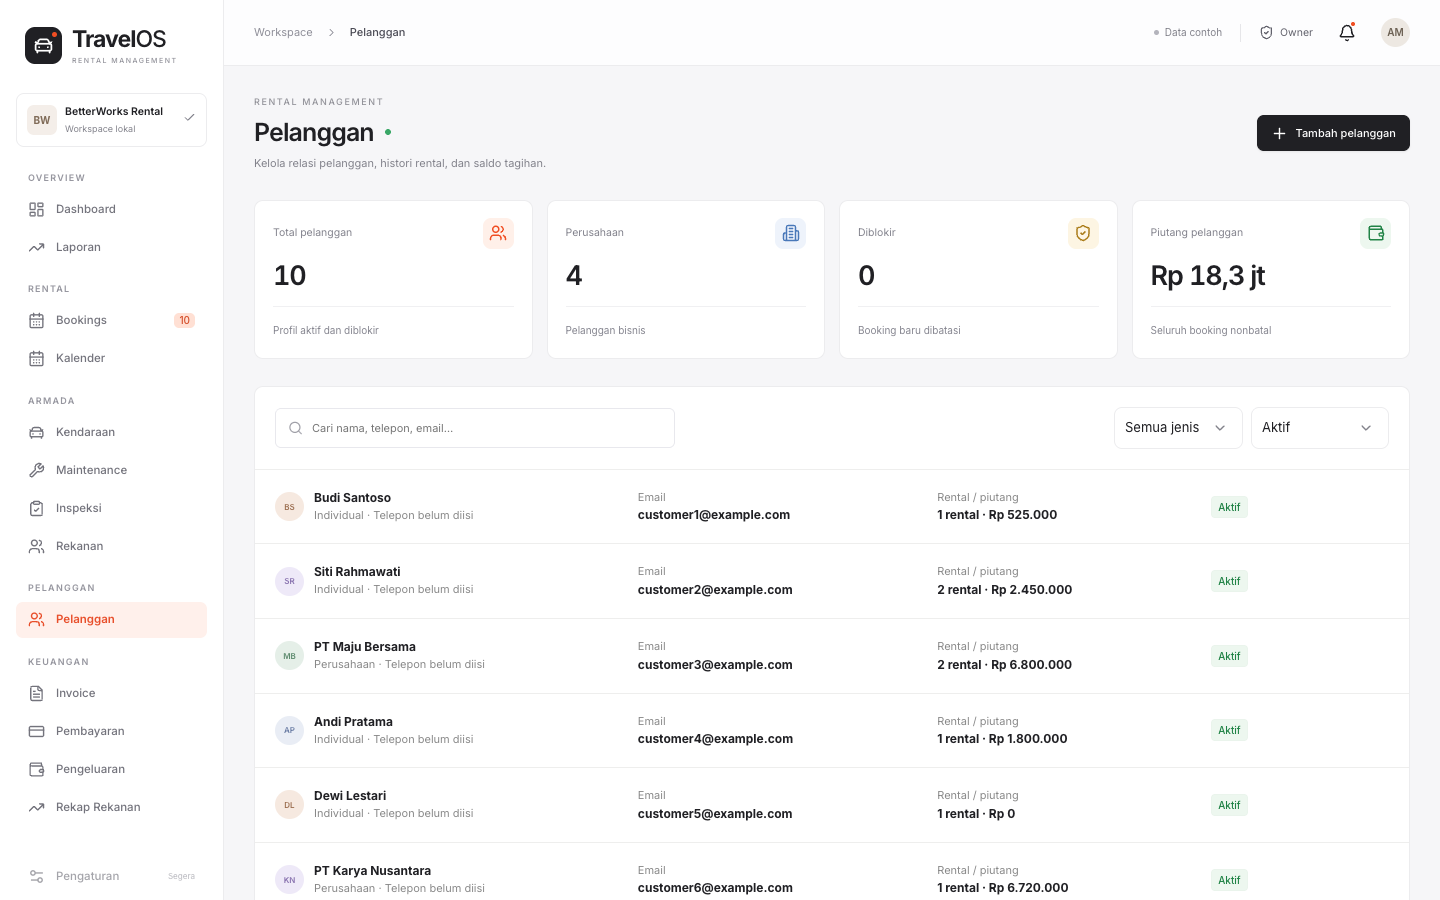 TravelOS
RENTAL MANAGEMENT
BW
BetterWorks Rental
Workspace lokal
OVERVIEW
Dashboard
Laporan
RENTAL
Bookings
10
Kalender
ARMADA
Kendaraan
Maintenance
Inspeksi
Rekanan
PELANGGAN
Pelanggan
KEUANGAN
Invoice
Pembayaran
Pengeluaran
Rekap Rekanan
Pengaturan
Segera
Workspace
Pelanggan
Data contoh
Owner
AM
RENTAL MANAGEMENT
Pelanggan
Kelola relasi pelanggan, histori rental, dan saldo tagihan.
Tambah pelanggan
Total pelanggan
10
Profil aktif dan diblokir
Perusahaan
4
Pelanggan bisnis
Diblokir
0
Booking baru dibatasi
Piutang pelanggan
Rp 18,3 jt
Seluruh booking nonbatal
Cari nama, telepon, email...
Semua jenis
Aktif
BS
Budi Santoso
Individual · Telepon belum diisi
Email
customer1@example.com
Rental / piutang
1 rental · Rp 525.000
Aktif
SR
Siti Rahmawati
Individual · Telepon belum diisi
Email
customer2@example.com
Rental / piutang
2 rental · Rp 2.450.000
Aktif
MB
PT Maju Bersama
Perusahaan · Telepon belum diisi
Email
customer3@example.com
Rental / piutang
2 rental · Rp 6.800.000
Aktif
AP
Andi Pratama
Individual · Telepon belum diisi
Email
customer4@example.com
Rental / piutang
1 rental · Rp 1.800.000
Aktif
DL
Dewi Lestari
Individual · Telepon belum diisi
Email
customer5@example.com
Rental / piutang
1 rental · Rp 0
Aktif
KN
PT Karya Nusantara
Perusahaan · Telepon belum diisi
Email
customer6@example.com
Rental / piutang
1 rental · Rp 6.720.000
Aktif